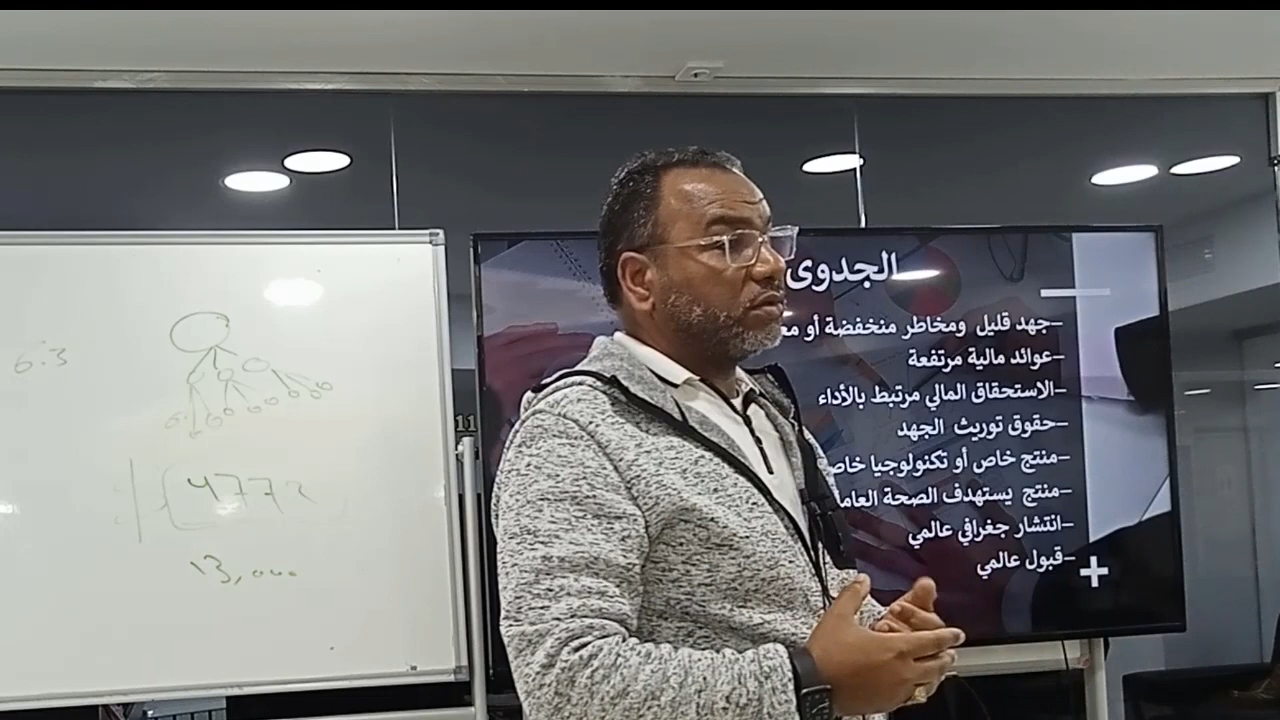 6:3
4772
13,000
11
الجدوى
-جهد قليل ومخاطر منخفضة أو
-عوائد مالية مرتفعة
-الاستحقاق المالي مرتبط بالأداء
-حقوق توريث الجهد
-منتج خاص أو تكنولوجيا
-منتج يستهدف الصحة
-انتشار جغرافي عالمي
-قبول عالمي